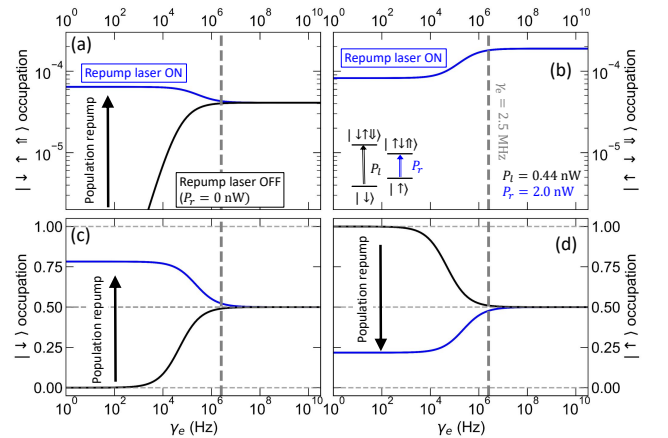 10^0 10^2 10^4 10^6 10^8 10^10
10^0 10^2 10^4 10^6 10^8 10^10
(a)
Repump laser ON
Population repump
Repump laser OFF
(P_r = 0 nW)
10^-4
10^-5
| ↓ ↑ ⇑ ⟩ occupation
Repump laser ON
(b)
γ_e = 2.5 MHz
| ↓↑⇓⟩
| ↑↓⇑⟩
P_l
P_r
| ↓⟩
| ↑⟩
P_l = 0.44 nW
P_r = 2.0 nW
10^-4
10^-5
| ↑ ↓ ⇓ ⟩ occupation
(c)
Population repump
1.00
0.75
0.50
0.25
0.00
| ↓ ⟩ occupation
(d)
Population repump
1.00
0.75
0.50
0.25
0.00
| ↑ ⟩ occupation
10^0 10^2 10^4 10^6 10^8 10^10
γ_e (Hz)
10^0 10^2 10^4 10^6 10^8 10^10
γ_e (Hz)